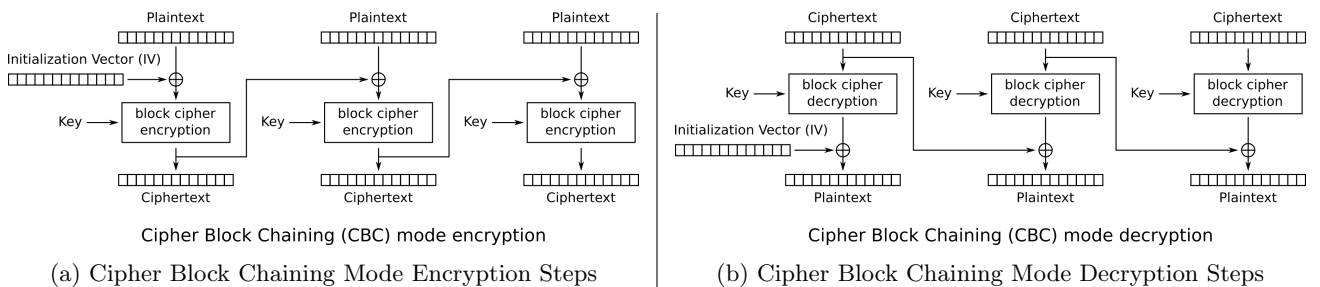 Plaintext
Plaintext
Plaintext
Initialization Vector (IV)
Key
block cipher
encryption
Key
block cipher
encryption
Key
block cipher
encryption
Ciphertext
Ciphertext
Ciphertext
Cipher Block Chaining (CBC) mode encryption
(a) Cipher Block Chaining Mode Encryption Steps
Ciphertext
Ciphertext
Ciphertext
Key
block cipher
decryption
Key
block cipher
decryption
Key
block cipher
decryption
Initialization Vector (IV)
Plaintext
Plaintext
Plaintext
Cipher Block Chaining (CBC) mode decryption
(b) Cipher Block Chaining Mode Decryption Steps